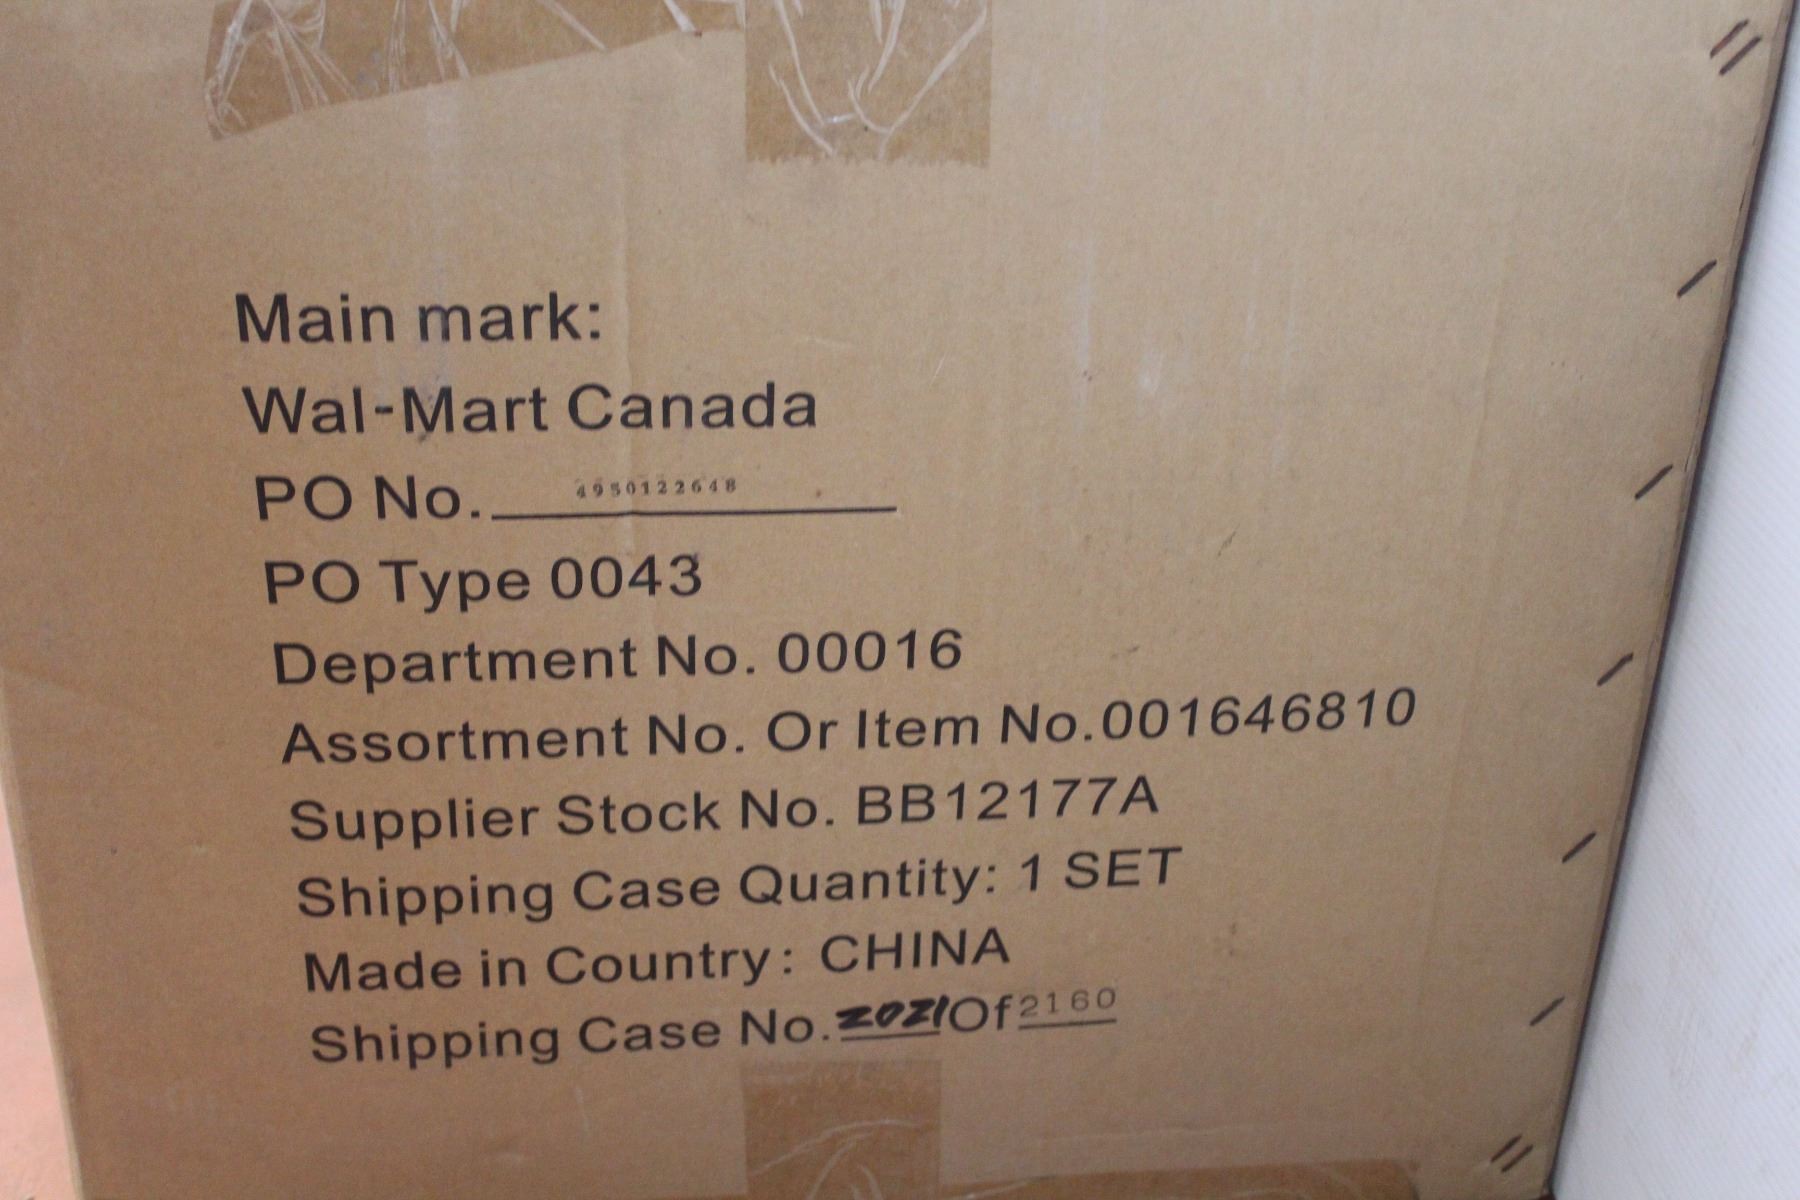 Main mark:
Wal-Mart Canada
PO No. 4950122648
PO Type 0043
Department No. 00016
Assortment No. Or Item No.001646810
Supplier Stock No. BB12177A
Shipping Case Quantity: 1 SET
Made in Country: CHINA
Shipping Case No. 2021 Of 2160